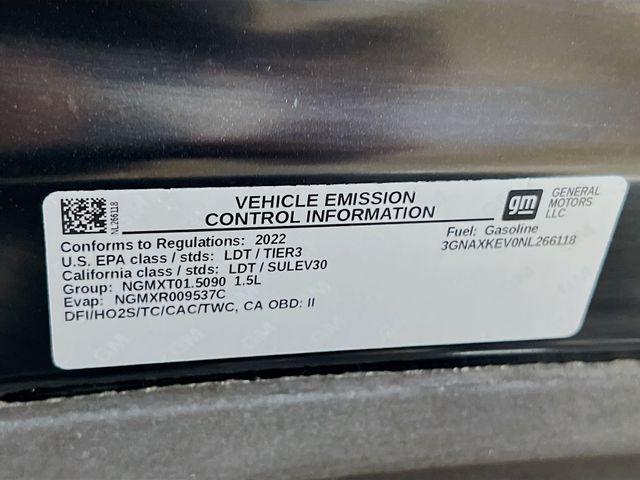 NL266118
VEHICLE EMISSION
CONTROL INFORMATION
gm
GENERAL
MOTORS
LLC
Conforms to Regulations: 2022
U.S. EPA class / stds: LDT / TIER3
California class / stds: LDT / SULEV30
Group: NGMXT01.5090 1.5L
Evap: NGMXR009537C
DFI/HO2S/TC/CAC/TWC, CA OBD: II
Fuel: Gasoline
3GNAXKEV0NL266118